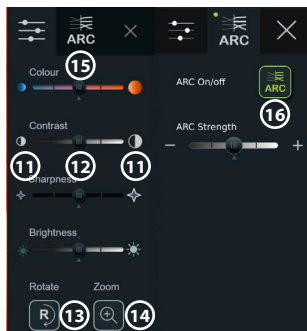 ARC
ARC
Colour
15
Contrast
11
12
11
Sharpness
Brightness
Rotate
Zoom
R
13
14
ARC On/off
ARC
16
ARC Strength